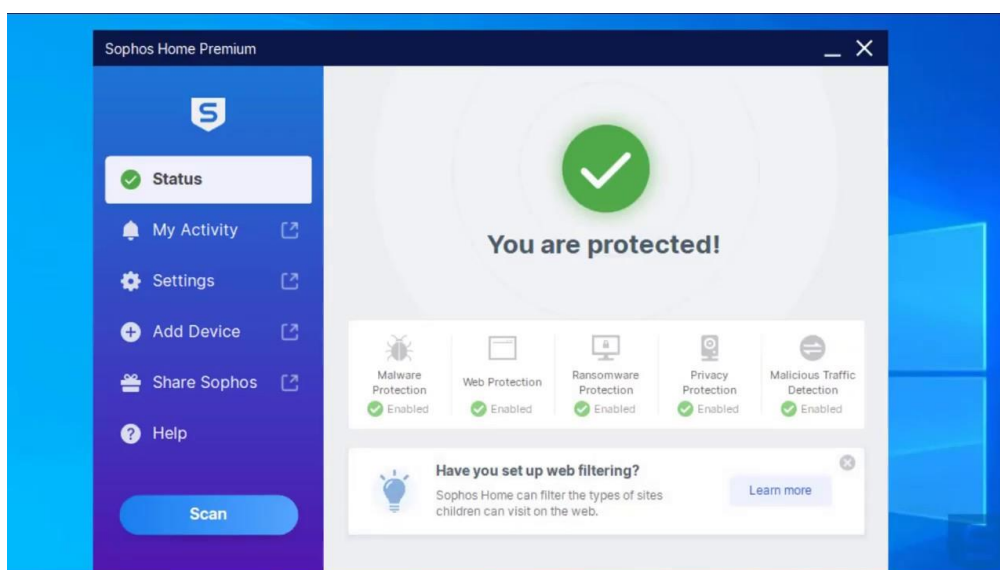 Sophos Home Premium
S
Status
My Activity
Settings
Add Device
Share Sophos
Help
Scan
You are protected!
Malware
Protection
Enabled
Web Protection
Enabled
Ransomware
Protection
Enabled
Privacy
Protection
Enabled
Malicious Traffic
Detection
Enabled
Have you set up web filtering?
Sophos Home can filter the types of sites
children can visit on the web.
Learn more